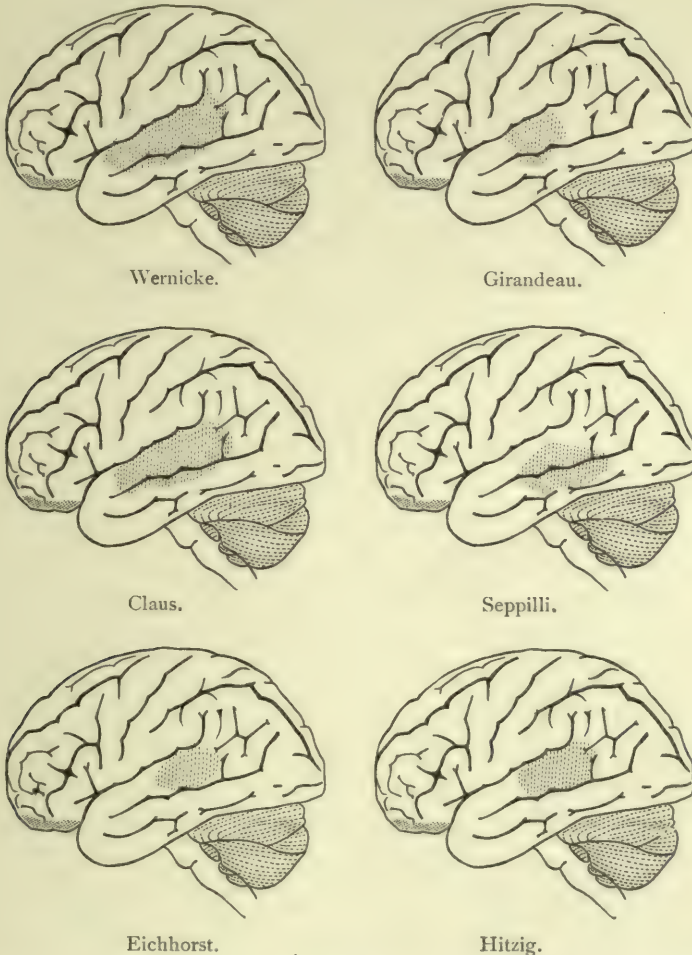 Wernicke.
Girandeau.
Claus.
Seppilli.
Eichhorst.
Hitzig.